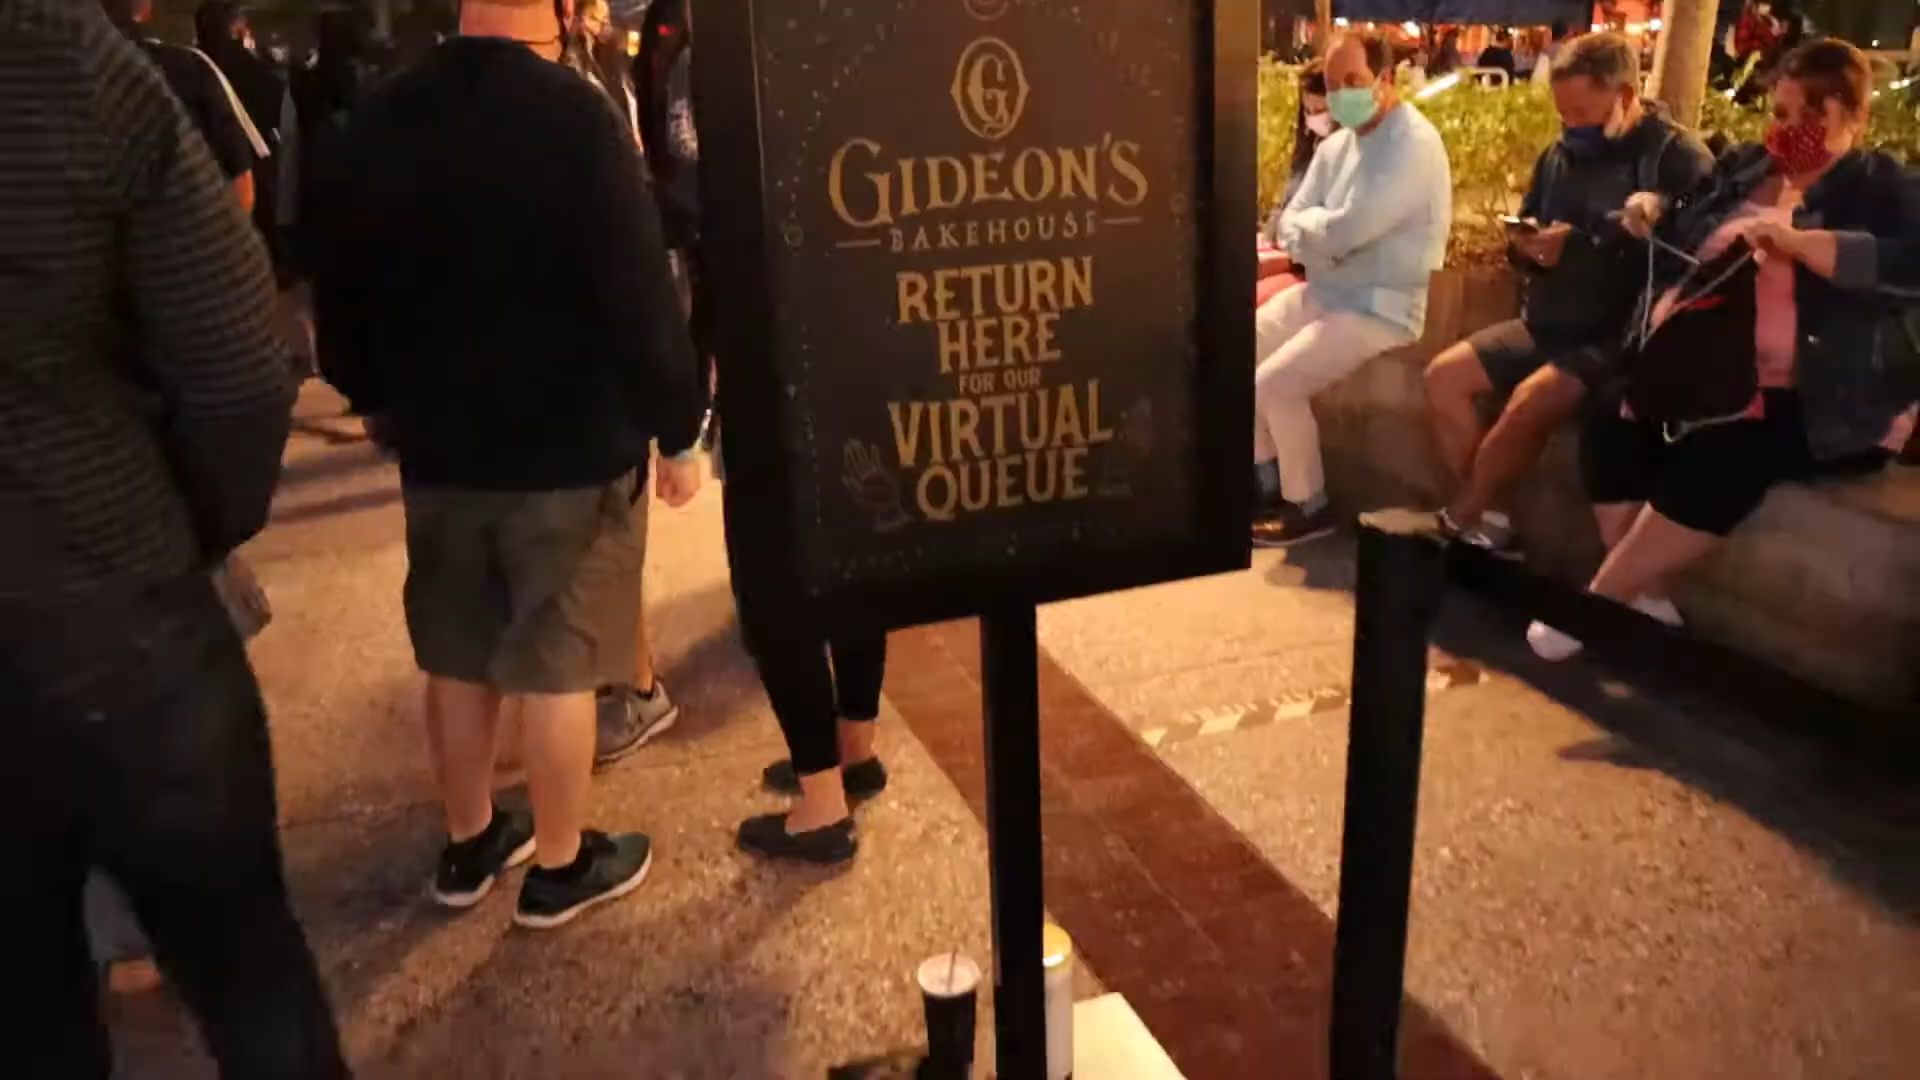 G
GIDEON'S
BAKEHOUSE
RETURN
HERE
FOR OUR
VIRTUAL
QUEUE